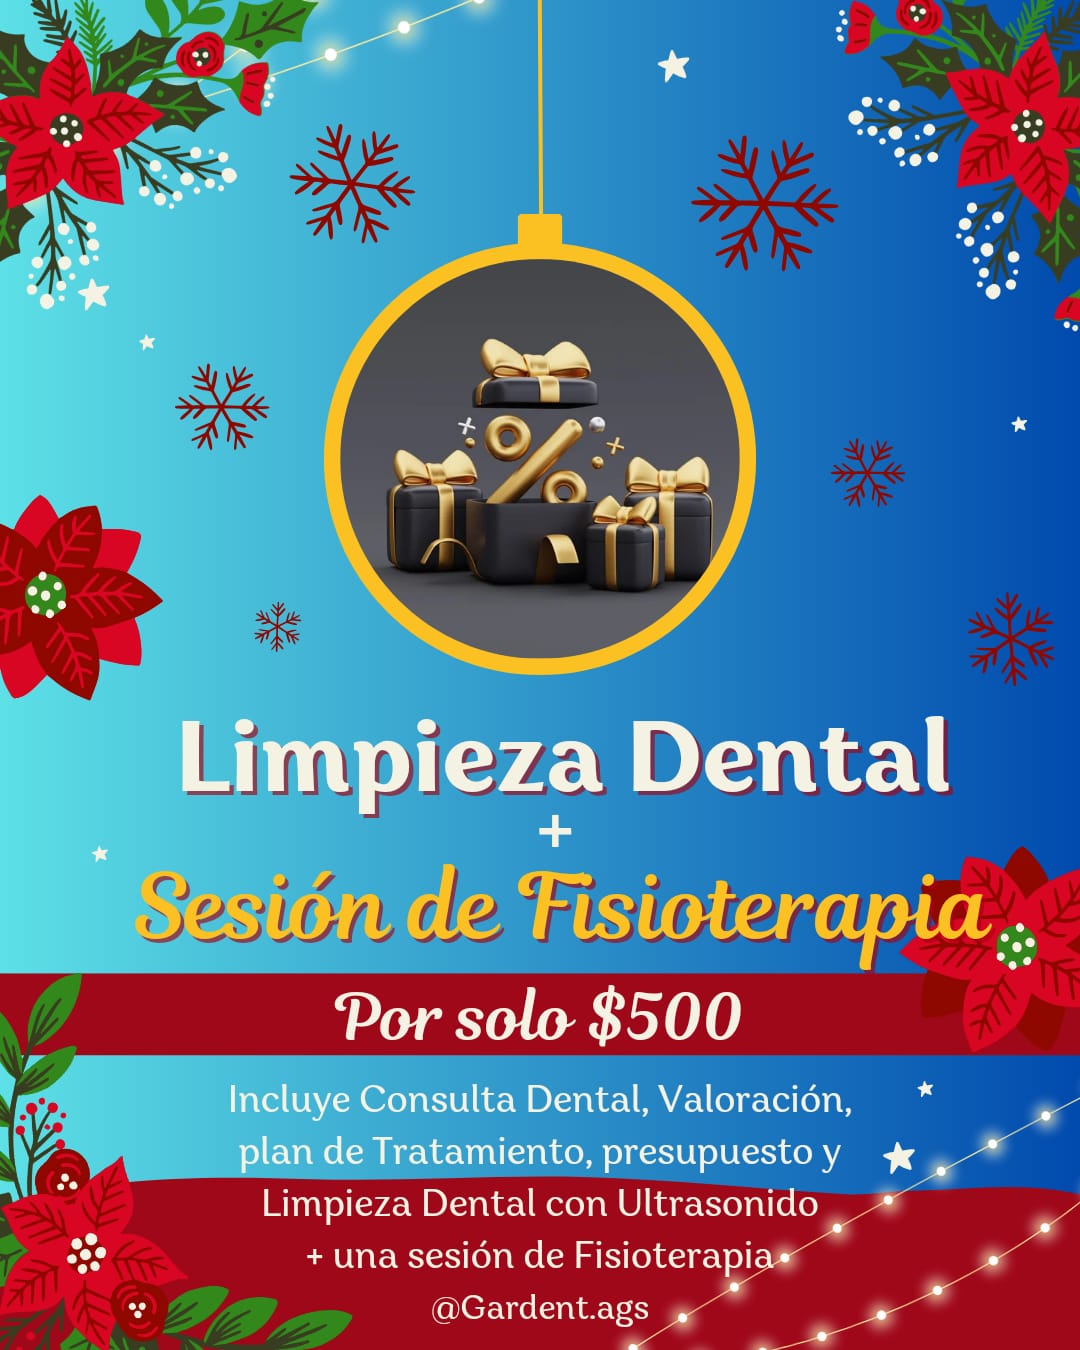 Limpieza Dental
+
Sesión de Fisioterapia
Por solo $500
Incluye Consulta Dental, Valoración,
plan de Tratamiento, presupuesto y
Limpieza Dental con Ultrasonido
+ una sesión de Fisioterapia
@Gardent.ags